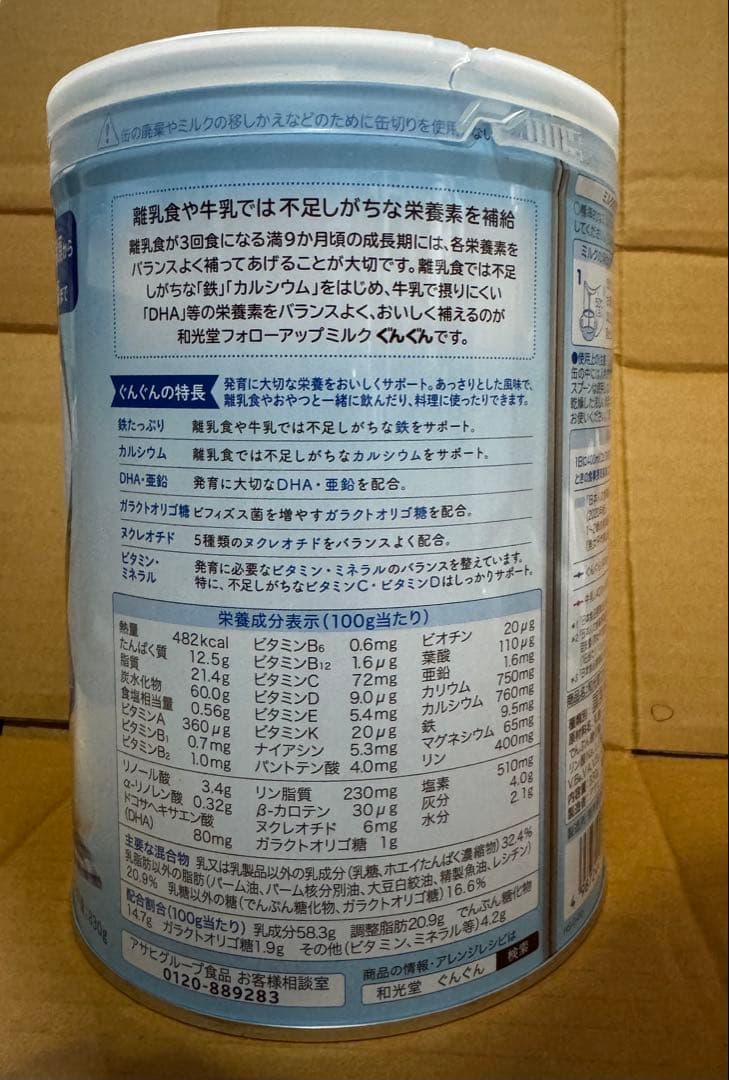 缶の廃棄やミルクの移しかえなどのために缶切りを使用
から
まで
離乳食や牛乳では不足しがちな栄養素を補給
離乳食が3回食になる満9か月頃の成長期には、各栄養素を
バランスよく補ってあげることが大切です。離乳食では不足
しがちな「鉄」「カルシウム」をはじめ、牛乳で摂りにくい
「DHA」等の栄養素をバランスよく、おいしく補えるのが
和光堂フォローアップミルク ぐんぐんです。
ぐんぐんの特長 発育に大切な栄養をおいしくサポート。あっさりとした風味で、
離乳食やおやつと一緒に飲んだり、料理に使ったりできます。
鉄たっぷり 離乳食や牛乳では不足しがちな鉄をサポート。
カルシウム 離乳食では不足しがちなカルシウムをサポート。
DHA・亜鉛 発育に大切なDHA・亜鉛を配合。
ガラクトオリゴ糖 ビフィズス菌を増やすガラクトオリゴ糖を配合。
ヌクレオチド 5種類のヌクレオチドをバランスよく配合。
ビタミン・ミネラル 発育に必要なビタミン・ミネラルのバランスを整えています。
特に、不足しがちなビタミンC・ビタミンDはしっかりサポート。
栄養成分表示(100g当たり)
熱量 482kcal ビタミンB6 0.6mg ビオチン 20μg
たんぱく質 12.5g ビタミンB12 1.6μg 葉酸 110μg
脂質 21.4g ビタミンC 72mg 亜鉛 1.6mg
炭水化物 60.0g ビタミンD 9.0μg カリウム 750mg
食塩相当量 0.56g ビタミンE 5.4mg カルシウム 760mg
ビタミンA 360μg ビタミンK 20μg 鉄 9.5mg
ビタミンB1 0.7mg ナイアシン 5.3mg マグネシウム 65mg
ビタミンB2 1.0mg パントテン酸 4.0mg リン 400mg
リノール酸 3.4g リン脂質 230mg 塩素 510mg
α-リノレン酸 0.32g β-カロテン 30μg 灰分 4.0g
ドコサヘキサエン酸 ヌクレオチド 6mg 水分 2.1g
(DHA) 80mg ガラクトオリゴ糖 1g
主要な混合物 乳又は乳製品以外の乳成分(乳糖、ホエイたんぱく濃縮物)32.4%
乳脂肪以外の脂肪(パーム油、パーム核分別油、大豆白絞油、精製魚油、レシチン)
20.9% 乳糖以外の糖(でんぷん糖化物、ガラクトオリゴ糖)16.6%
配合割合(100g当たり) 乳成分58.3g 調整脂肪20.9g でんぷん糖化物
14.7g ガラクトオリゴ糖1.9g その他(ビタミン、ミネラル等)4.2g
アサヒグループ食品 お客様相談室
0120-889283
商品の情報・アレンジレシピは
和光堂 ぐんぐん 検索
830g
ミルクの
1
●使用上の注意
缶の中には
スプーンは